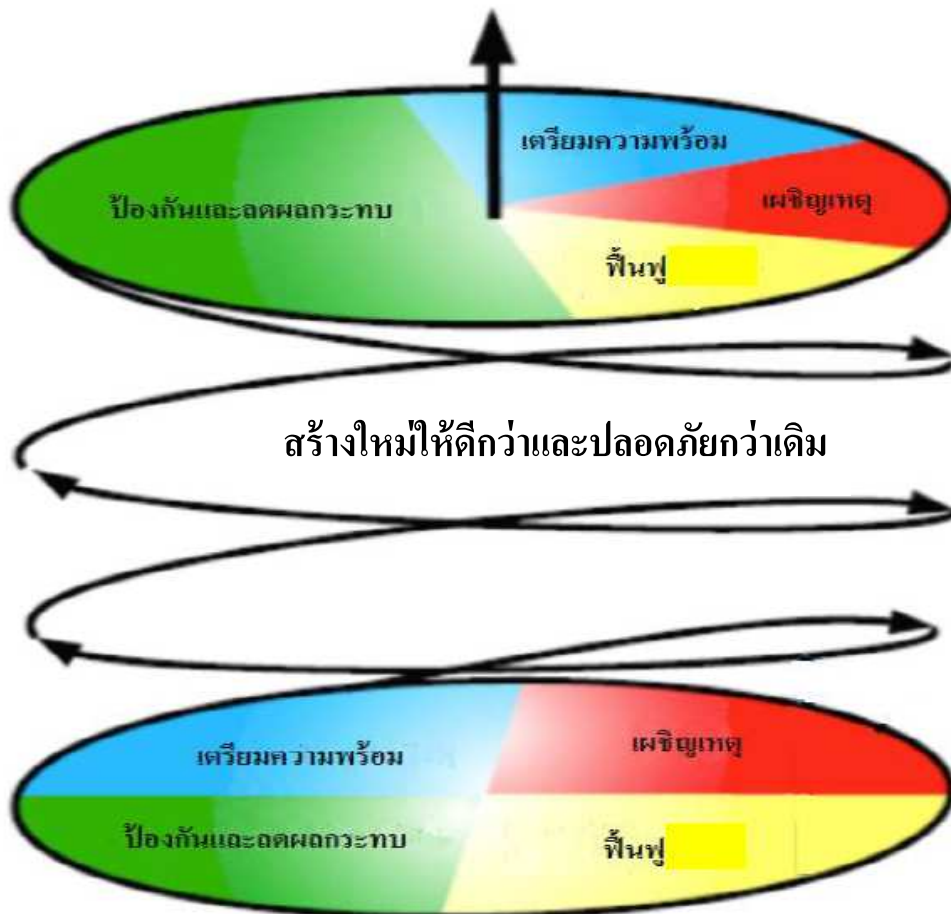 เตรียมความพร้อม
ป้องกันและลดผลกระทบ
เผชิญเหตุ
ฟื้นฟู
สร้างใหม่ให้ดีกว่าและปลอดภัยกว่าเดิม
เตรียมความพร้อม
เผชิญเหตุ
ป้องกันและลดผลกระทบ
ฟื้นฟู